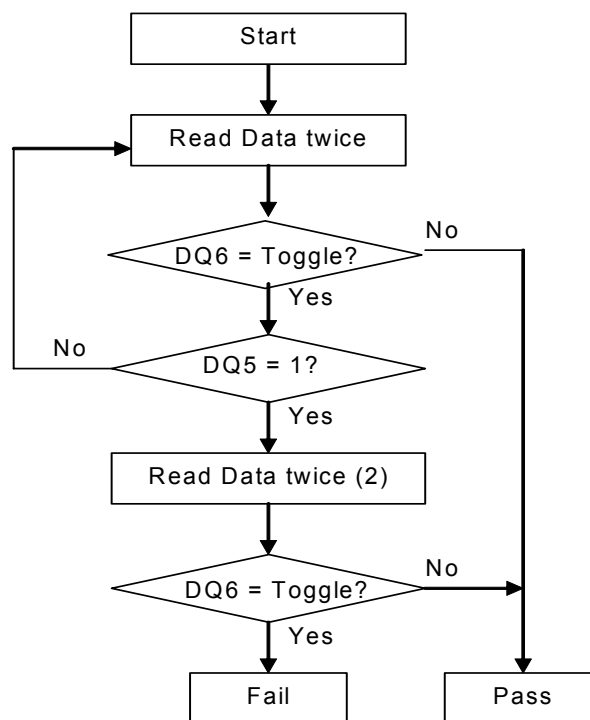 Start
Read Data twice
DQ6 = Toggle?
No
Yes
No
DQ5 = 1?
Yes
Read Data twice (2)
DQ6 = Toggle?
No
Yes
Fail
Pass